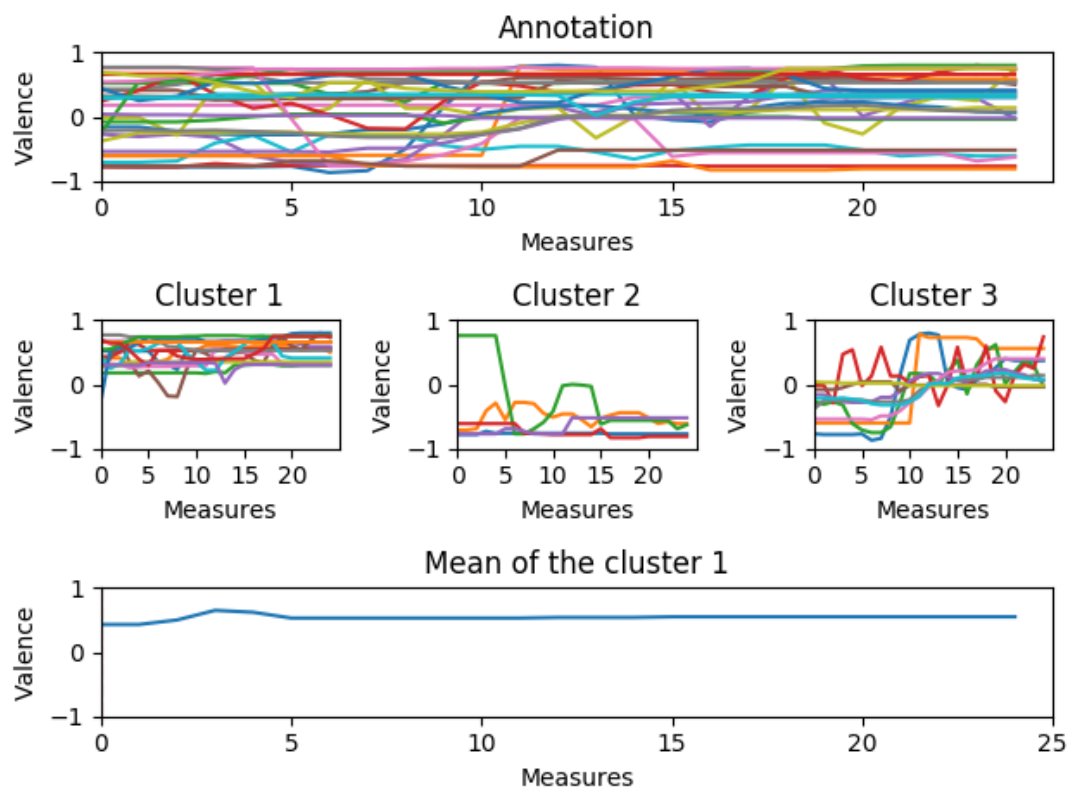 Annotation
1
0
−1
Valence
0 5 10 15 20
Measures
Cluster 1 Cluster 2 Cluster 3
1 1 1
0 0 0
−1 −1 −1
Valence Valence Valence
0 5 10 15 20 0 5 10 15 20 0 5 10 15 20
Measures Measures Measures
Mean of the cluster 1
1
0
−1
Valence
0 5 10 15 20 25
Measures